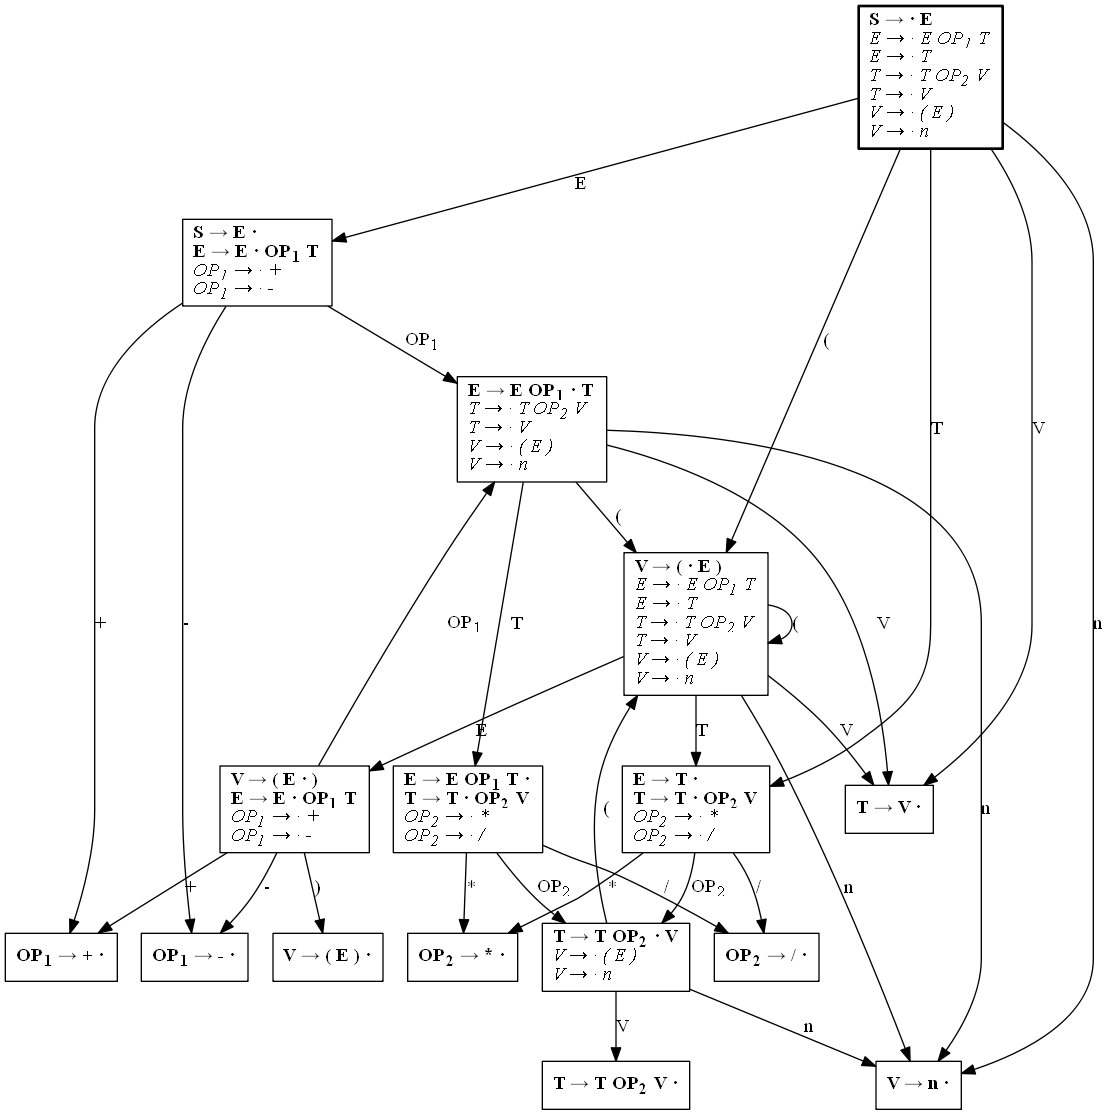 S → · E
E → · E OP1 T
E → · T
T → · T OP2 V
T → · V
V → · ( E )
V → · n
E
S → E ·
E → E · OP1 T
OP1 → · +
OP1 → · -
OP1
(
E → E OP1 · T
T → · T OP2 V
T → · V
V → · ( E )
V → · n
T
V
(
V → ( · E )
E → · E OP1 T
E → · T
T → · T OP2 V
T → · V
V → · ( E )
V → · n
+
-
OP1
T
(
V
n
n
E
T
V
V → ( E · )
E → E · OP1 T
OP1 → · +
OP1 → · -
E → E OP1 T ·
T → T · OP2 V
OP2 → · *
OP2 → · /
(
E → T ·
T → T · OP2 V
OP2 → · *
OP2 → · /
T → V ·
n
+
-
)
*
OP2
*
/
OP2
/
n
OP1 → + ·
OP1 → - ·
V → ( E ) ·
OP2 → * ·
T → T OP2 · V
V → · ( E )
V → · n
OP2 → / ·
V
n
T → T OP2 V ·
V → n ·